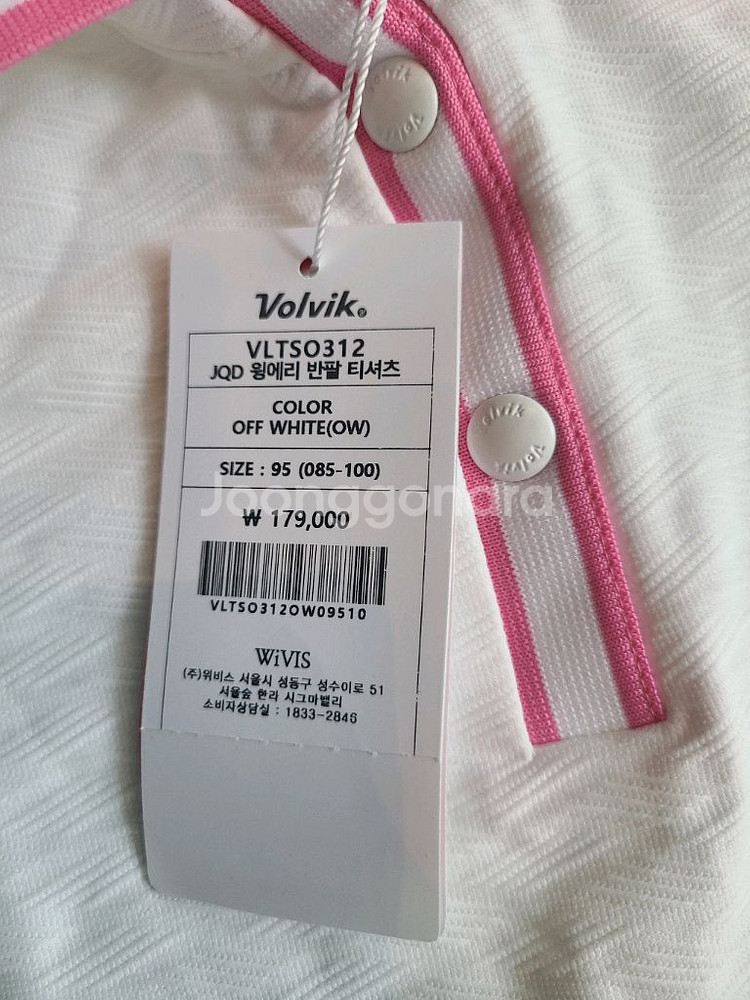 Volvik
Volvik
Volvik
Volvik
Volvik®
VLTSO312
JQD 윙에리 반팔 티셔츠
COLOR
OFF WHITE(OW)
SIZE : 95 (085-100)
Joonggonara
₩ 179,000
VLTSO312OW09510
WiVIS
(주)위비스 서울시 성동구 성수이로 51
서울숲 한라 시그마밸리
소비자상담실 : 1833-2846